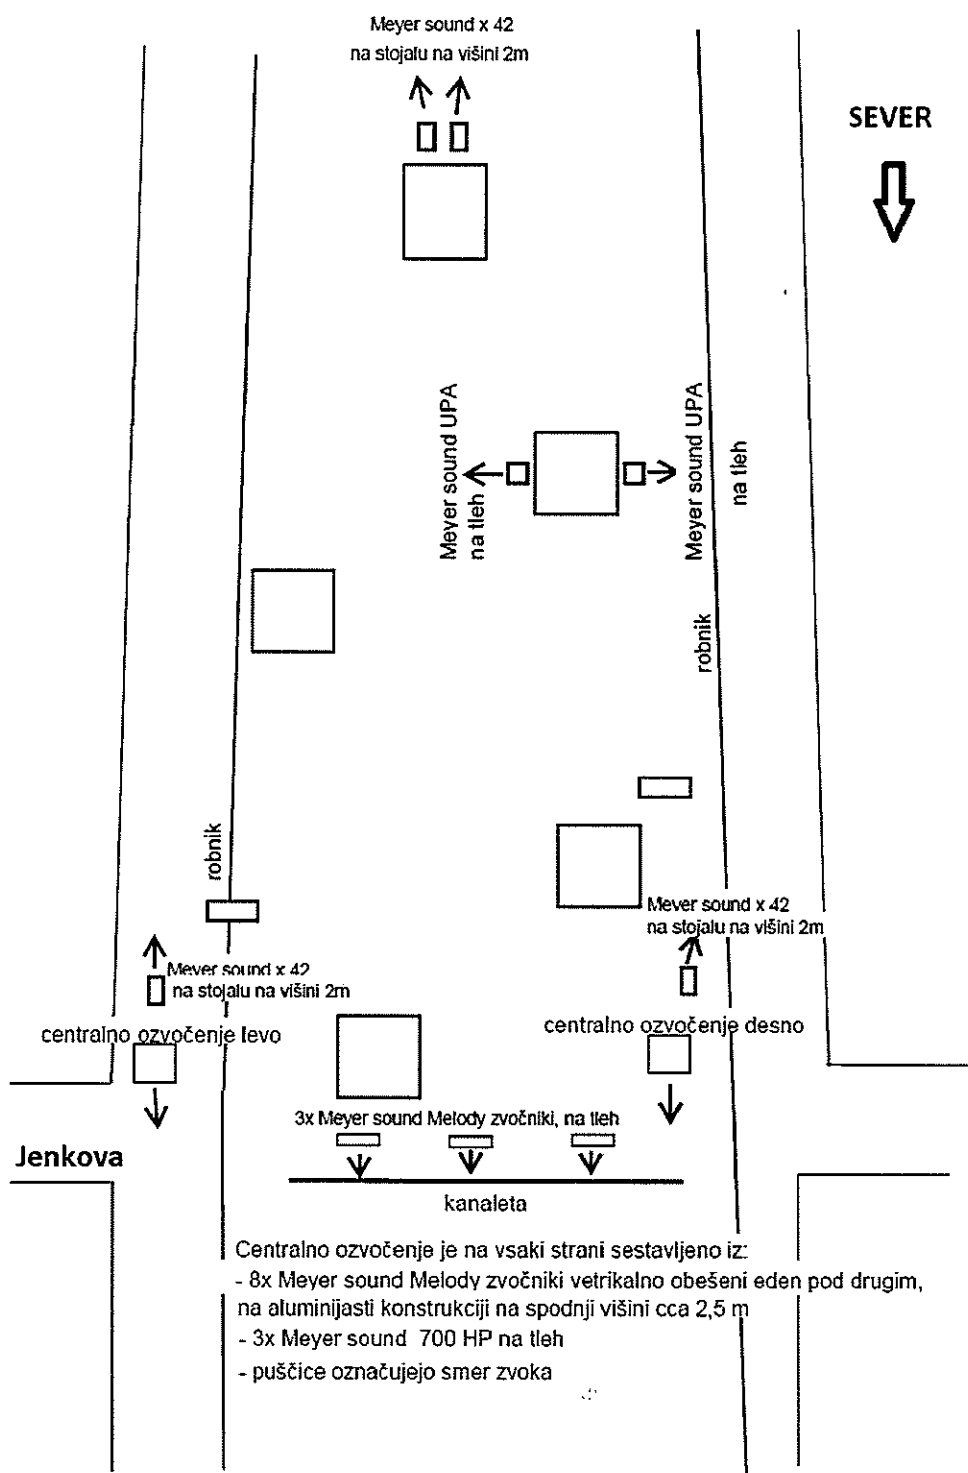 Meyer sound x 42
na stojalu na višini 2m
SEVER
Meyer sound UPA
na tleh
Meyer sound UPA
na tleh
robnik
robnik
Meyer sound x 42
na stojalu na višini 2m
Meyer sound x 42
na stojalu na višini 2m
centralno ozvočenje levo
centralno ozvočenje desno
3x Meyer sound Melody zvočniki, na tleh
Jenkova
kanaleta
Centralno ozvočenje je na vsaki strani sestavljeno iz:
- 8x Meyer sound Melody zvočniki vetrikalno obešeni eden pod drugim,
na aluminijasti konstrukciji na spodnji višini cca 2,5 m
- 3x Meyer sound 700 HP na tleh
- puščice označujejo smer zvoka